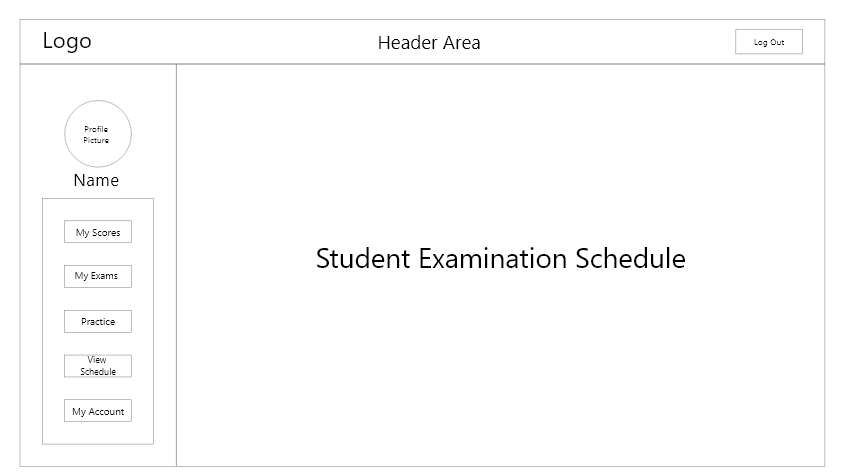 Logo
Header Area
Log Out
Profile
Picture
Name
My Scores
My Exams
Practice
View
Schedule
My Account
Student Examination Schedule